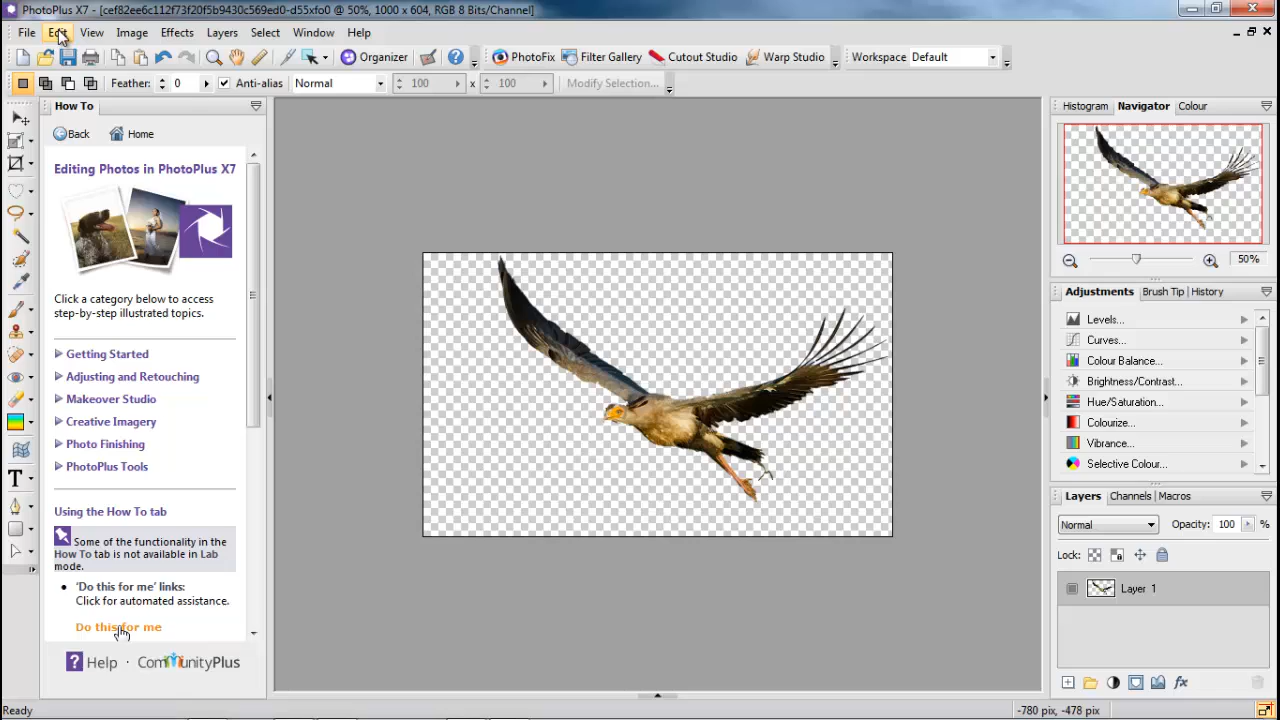 PhotoPlus X7 - [cef82ee6c112f73f20f5b9430c569ed0-d55xfo0 @ 50%, 1000 x 604, RGB 8 Bits/Channel]
File Edit View Image Effects Layers Select Window Help
Organizer PhotoFix Filter Gallery Cutout Studio Warp Studio Workspace Default
Feather: 0 Anti-alias Normal 100 x 100 Modify Selection...
How To
Back Home
Editing Photos in PhotoPlus X7
Click a category below to access
step-by-step illustrated topics.
Getting Started
Adjusting and Retouching
Makeover Studio
Creative Imagery
Photo Finishing
PhotoPlus Tools
Using the How To tab
Some of the functionality in the
How To tab is not available in Lab
mode.
'Do this for me' links:
Click for automated assistance.
Do this for me
Help · CommunityPlus
Histogram Navigator Colour
50%
Adjustments Brush Tip | History
Levels...
Curves...
Colour Balance...
Brightness/Contrast...
Hue/Saturation...
Colourize...
Vibrance...
Selective Colour...
Layers Channels | Macros
Normal Opacity: 100 %
Lock:
Layer 1
fx
Ready -780 pix, -478 pix